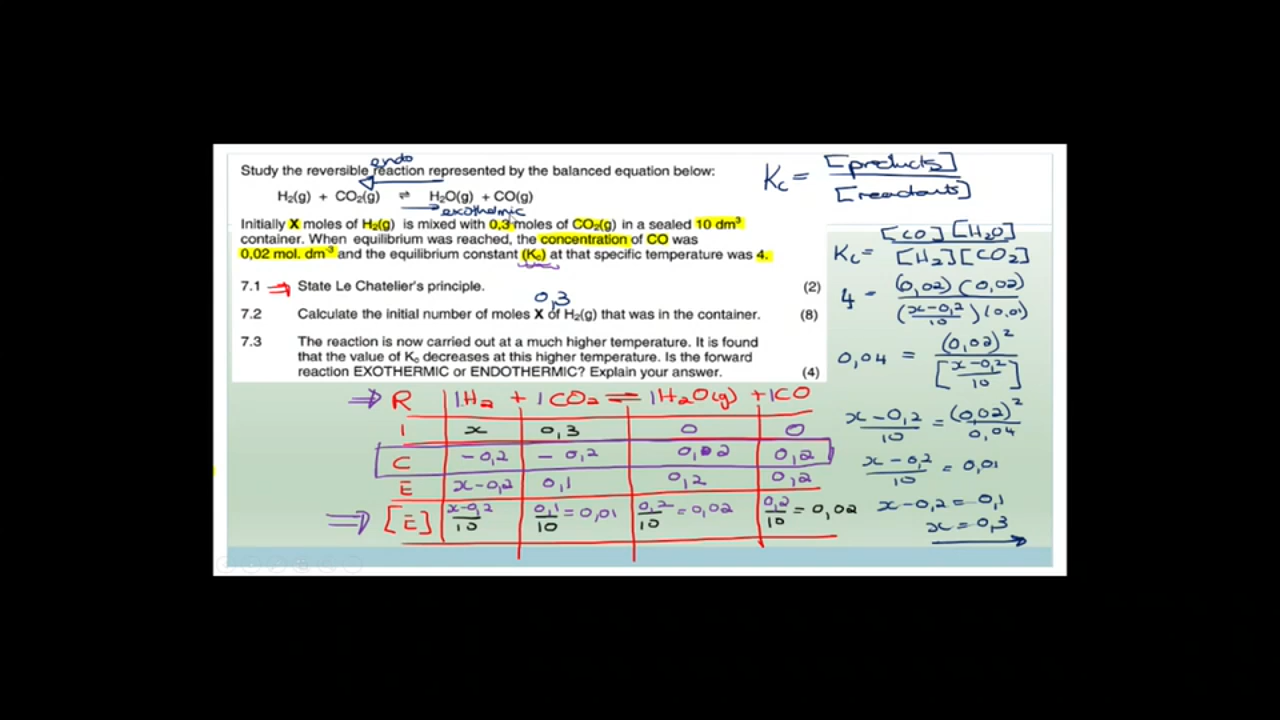 endo
Study the reversible reaction represented by the balanced equation below:
H₂(g) + CO₂(g) ⇌ H₂O(g) + CO(g)
exothermic
Initially X moles of H₂(g) is mixed with 0,3 moles of CO₂(g) in a sealed 10 dm³
container. When equilibrium was reached, the concentration of CO was
0,02 mol. dm⁻³ and the equilibrium constant (Kc) at that specific temperature was 4.
7.1 ⇒ State Le Chatelier's principle. (2)
0,3
7.2 Calculate the initial number of moles X of H₂(g) that was in the container. (8)
7.3 The reaction is now carried out at a much higher temperature. It is found
that the value of Kc decreases at this higher temperature. Is the forward
reaction EXOTHERMIC or ENDOTHERMIC? Explain your answer. (4)
⇒ R | 1H₂ + 1CO₂ ⇌ 1H₂O(g) + 1CO
I | x | 0,3 | 0 | 0
C | -0,2 | -0,2 | 0,2 | 0,2
E | x-0,2 | 0,1 | 0,2 | 0,2
⇒ [E] | x-0,2/10 | 0,1/10 = 0,01 | 0,2/10 = 0,02 | 0,2/10 = 0,02
Kc = [products]/[reactants]
Kc = [CO][H₂O]/[H₂][CO₂]
4 = (0,02)(0,02)/(x-0,2/10)(0,01)
0,04 = (0,02)²/[x-0,2/10]
x-0,2/10 = (0,02)²/0,04
x-0,2/10 = 0,01
x-0,2 = 0,1
x = 0,3